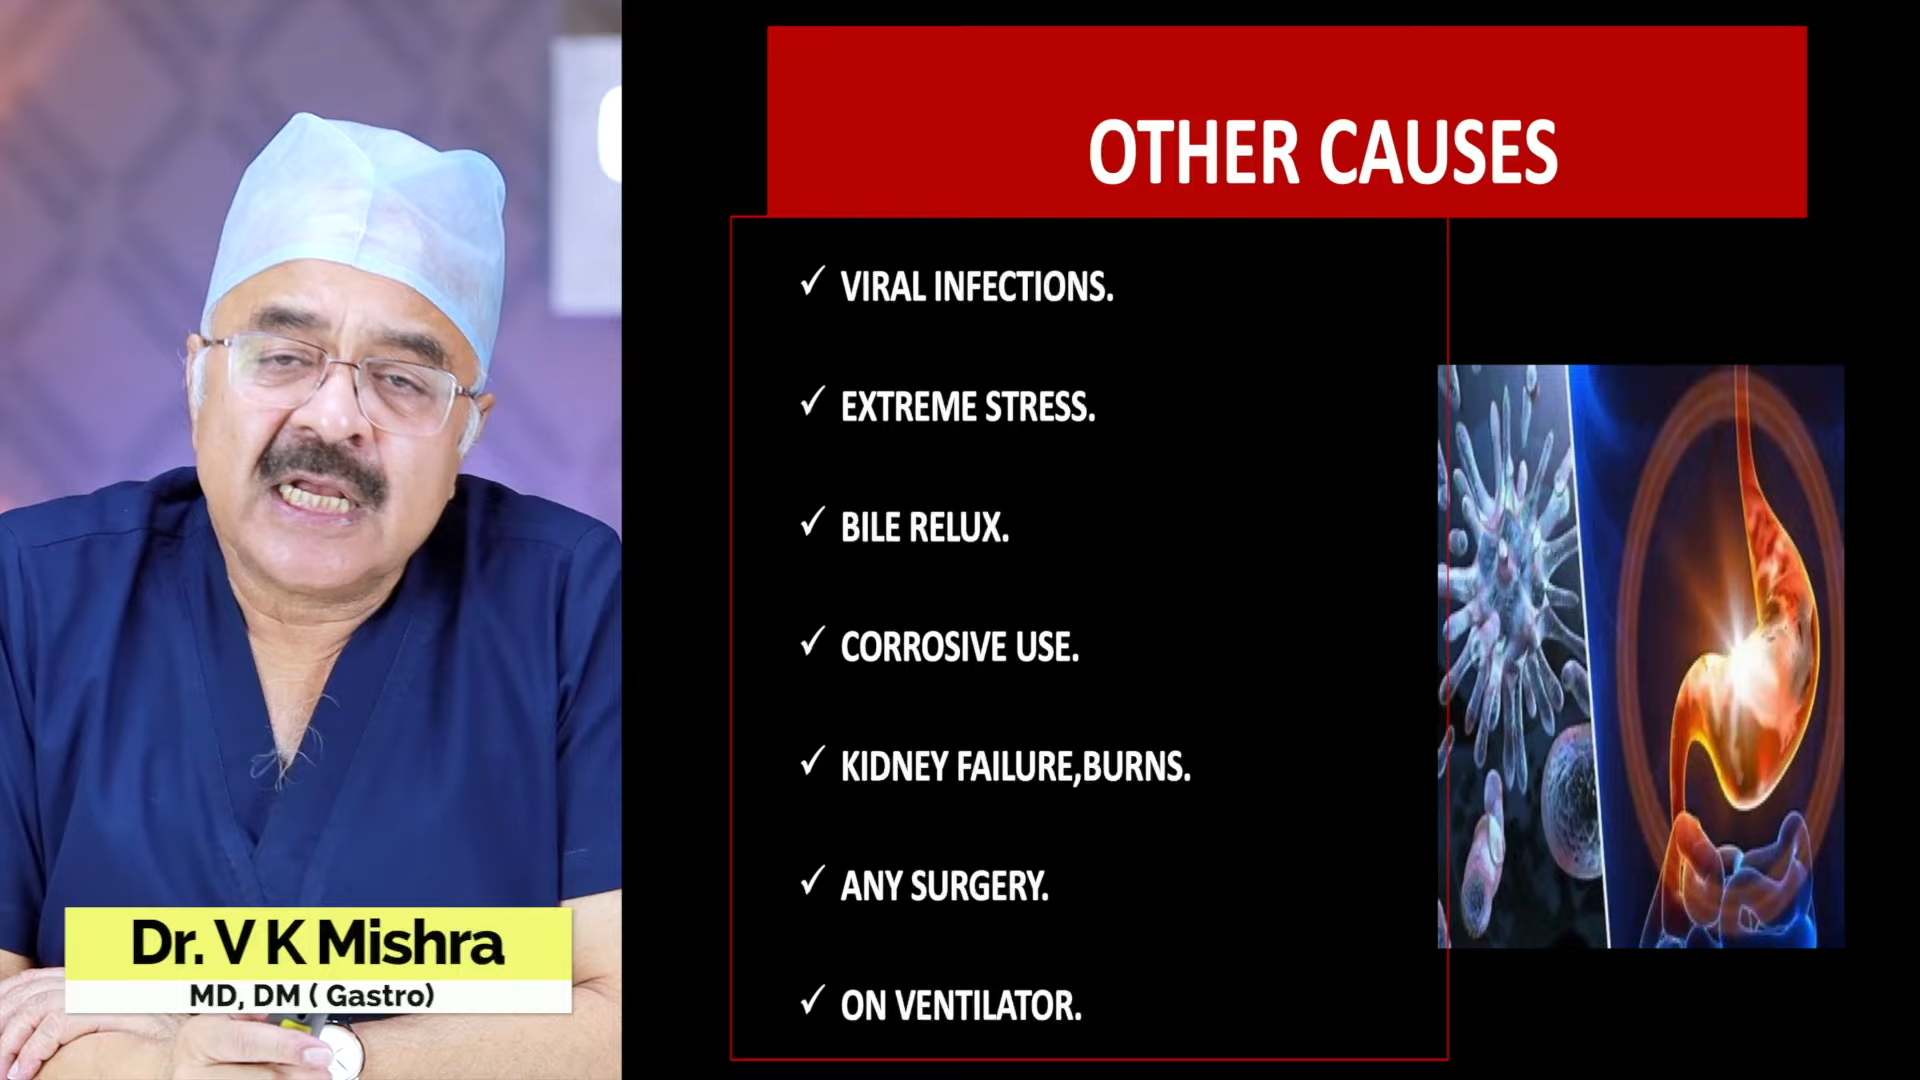 OTHER CAUSES
✓ VIRAL INFECTIONS.
✓ EXTREME STRESS.
✓ BILE RELUX.
✓ CORROSIVE USE.
✓ KIDNEY FAILURE,BURNS.
✓ ANY SURGERY.
✓ ON VENTILATOR.
Dr. V K Mishra
MD, DM ( Gastro)